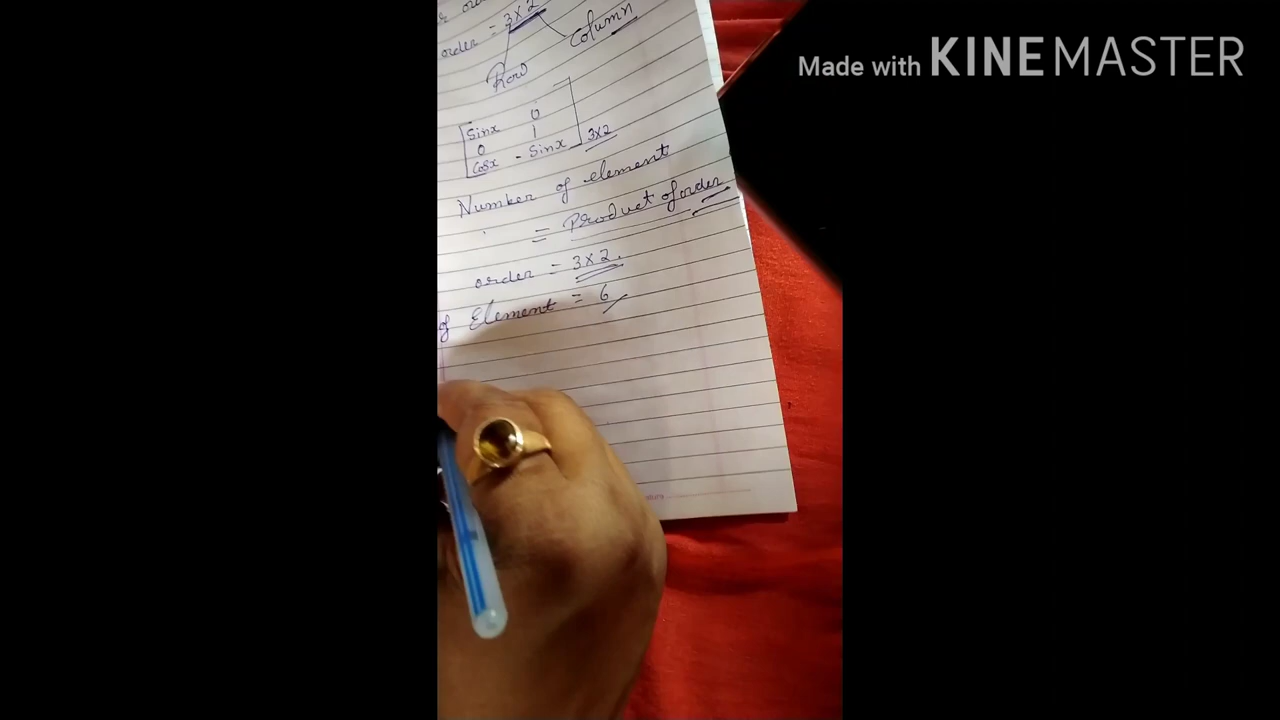 Made with KINEMASTER
order = 3×2
Column
Row
Sinx 0
0 1
Cosx - Sinx 3×2
Number of element
= Product of order
order = 3×2.
of Element = 6